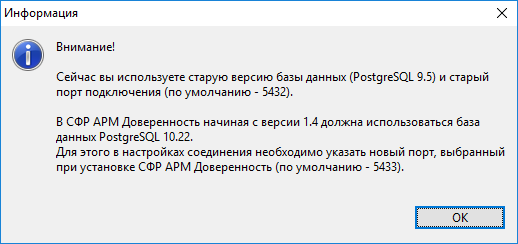 Информация
Внимание!
Сейчас вы используете старую версию базы данных (PostgreSQL 9.5) и старый
порт подключения (по умолчанию - 5432).
В СФР АРМ Доверенность начиная с версии 1.4 должна использоваться база
данных PostgreSQL 10.22.
Для этого в настройках соединения необходимо указать новый порт, выбранный
при установке СФР АРМ Доверенность (по умолчанию - 5433).
OK